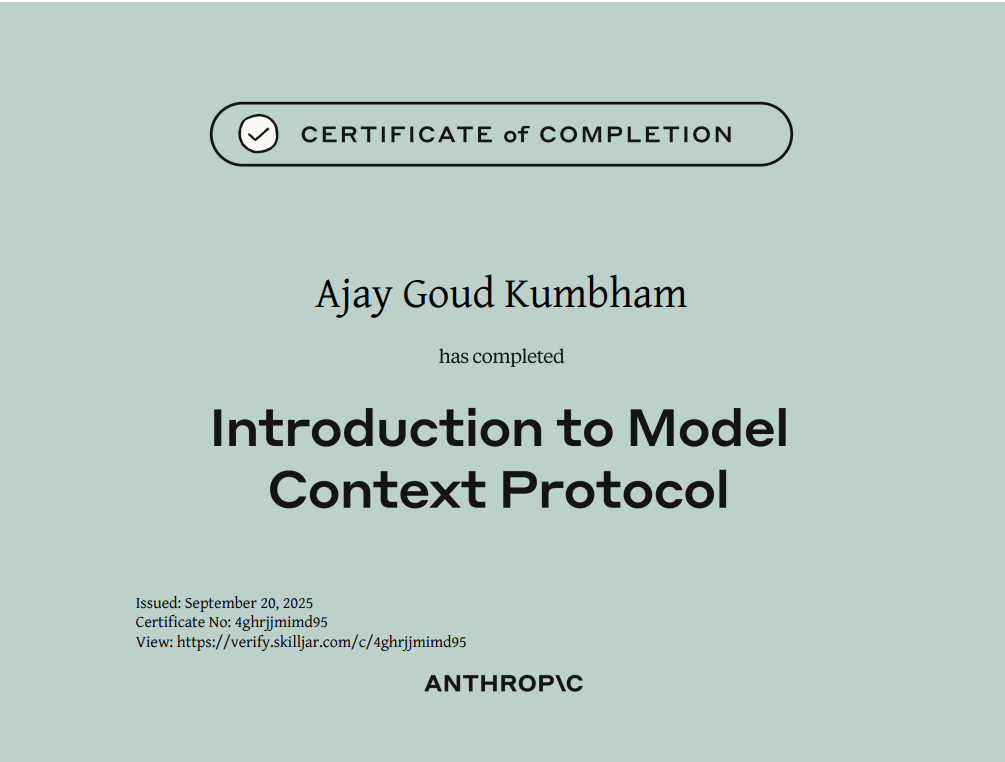 CERTIFICATE of COMPLETION
Ajay Goud Kumbham
has completed
Introduction to Model
Context Protocol
Issued: September 20, 2025
Certificate No: 4ghrjjmimd95
View: https://verify.skilljar.com/c/4ghrjjmimd95
ANTHROP\C